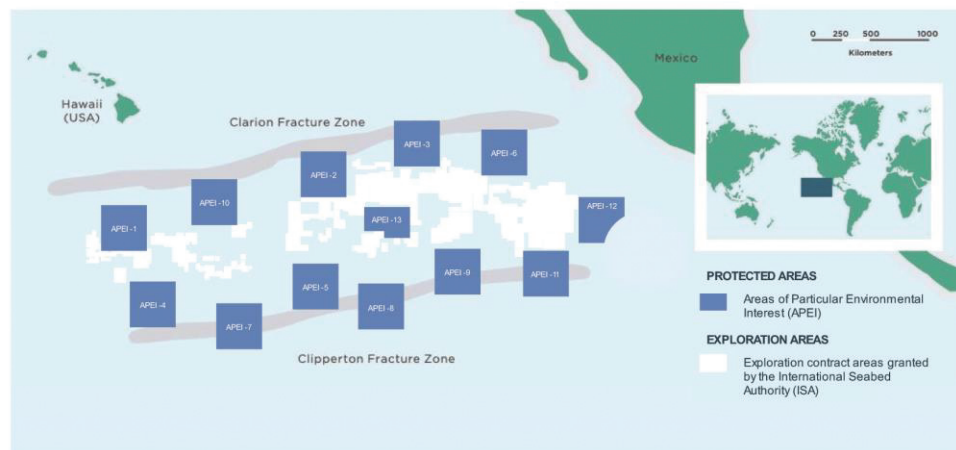 0 250 500 1000
Kilometers
Mexico
Hawaii
(USA)
Clarion Fracture Zone
APEI -3
APEI -6
APEI -2
APEI -10
APEI -12
APEI -13
APEI -1
APEI -9
APEI -11
APEI -5
APEI -4
APEI -8
APEI -7
Clipperton Fracture Zone
PROTECTED AREAS
Areas of Particular Environmental
Interest (APEI)
EXPLORATION AREAS
Exploration contract areas granted
by the International Seabed
Authority (ISA)